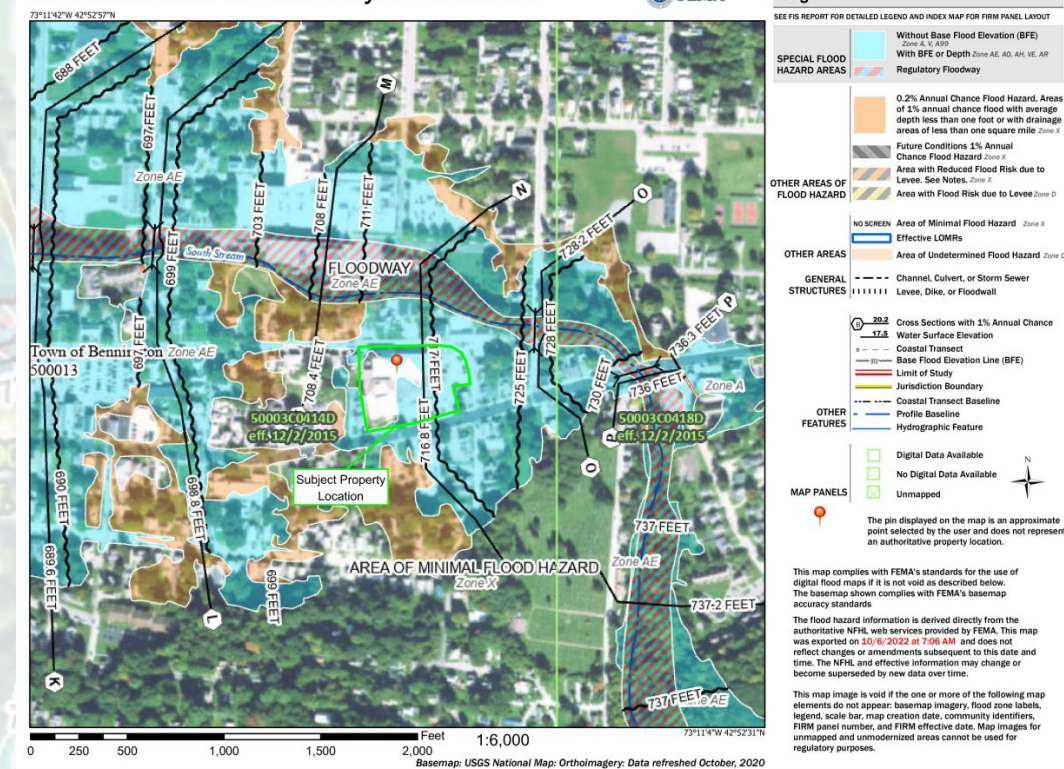 73°11'42"W 42°52'57"N
688 FEET
697 FEET
Zone AE
699 FEET
703 FEET
708 FEET
711 FEET
M
N
O
728.2 FEET
P
736.3 FEET
South Stream
FLOODWAY
Zone AE
717 FEET
728 FEET
725 FEET
730 FEET
736 FEET
Zone A
Town of Bennington Zone AE
500013
697 FEET
708.4 FEET
50003C0414D
eff. 12/2/2015
50003C0418D
eff. 12/2/2015
P
O
716.8 FEET
Subject Property
Location
690 FEET
689.6 FEET
698.8 FEET
699 FEET
737 FEET
AREA OF MINIMAL FLOOD HAZARD
Zone X
Zone AE
737.2 FEET
L
K
737 FEET
Zone AE
73°11'4"W 42°52'31"N
0 250 500 1,000 1,500 2,000 Feet 1:6,000
Basemap: USGS National Map: Orthoimagery: Data refreshed October, 2020
SEE FIS REPORT FOR DETAILED LEGEND AND INDEX MAP FOR FIRM PANEL LAYOUT
SPECIAL FLOOD
HAZARD AREAS
Without Base Flood Elevation (BFE)
Zone A, V, A99
With BFE or Depth Zone AE, AO, AH, VE, AR
Regulatory Floodway
0.2% Annual Chance Flood Hazard, Areas
of 1% annual chance flood with average
depth less than one foot or with drainage
areas of less than one square mile Zone X
Future Conditions 1% Annual
Chance Flood Hazard Zone X
Area with Reduced Flood Risk due to
Levee. See Notes. Zone X
Area with Flood Risk due to Levee Zone D
OTHER AREAS OF
FLOOD HAZARD
NO SCREEN Area of Minimal Flood Hazard Zone X
Effective LOMRs
OTHER AREAS
Area of Undetermined Flood Hazard Zone D
GENERAL
STRUCTURES
Channel, Culvert, or Storm Sewer
Levee, Dike, or Floodwall
B 20.2 Cross Sections with 1% Annual Chance
17.5 Water Surface Elevation
8 Coastal Transect
Base Flood Elevation Line (BFE)
Limit of Study
Jurisdiction Boundary
Coastal Transect Baseline
OTHER
FEATURES
Profile Baseline
Hydrographic Feature
Digital Data Available
No Digital Data Available
Unmapped
MAP PANELS
N
The pin displayed on the map is an approximate
point selected by the user and does not represent
an authoritative property location.
This map complies with FEMA's standards for the use of
digital flood maps if it is not void as described below.
The basemap shown complies with FEMA's basemap
accuracy standards
The flood hazard information is derived directly from the
authoritative NFHL web services provided by FEMA. This map
was exported on 10/6/2022 at 7:06 AM and does not
reflect changes or amendments subsequent to this date and
time. The NFHL and effective information may change or
become superseded by new data over time.
This map image is void if the one or more of the following map
elements do not appear: basemap imagery, flood zone labels,
legend, scale bar, map creation date, community identifiers,
FIRM panel number, and FIRM effective date. Map images for
unmapped and unmodernized areas cannot be used for
regulatory purposes.